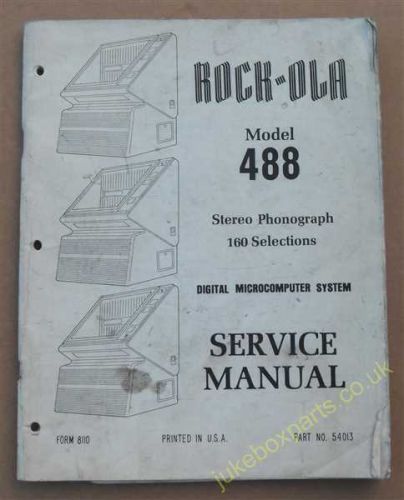 ROCK-OLA
Model
488
Stereo Phonograph
160 Selections
DIGITAL MICROCOMPUTER SYSTEM
SERVICE
MANUAL
FORM 8110 PRINTED IN U.S.A. PART NO. 54013
jukeboxparts.co.uk